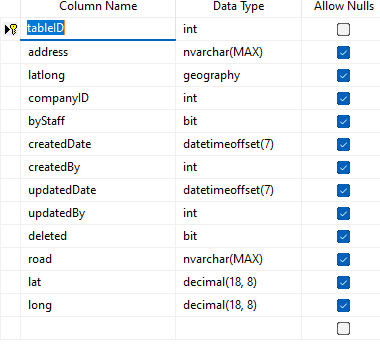 Column Name Data Type Allow Nulls
tableID int
address nvarchar(MAX)
latlong geography
companyID int
byStaff bit
createdDate datetimeoffset(7)
createdBy int
updatedDate datetimeoffset(7)
updatedBy int
deleted bit
road nvarchar(MAX)
lat decimal(18, 8)
long decimal(18, 8)